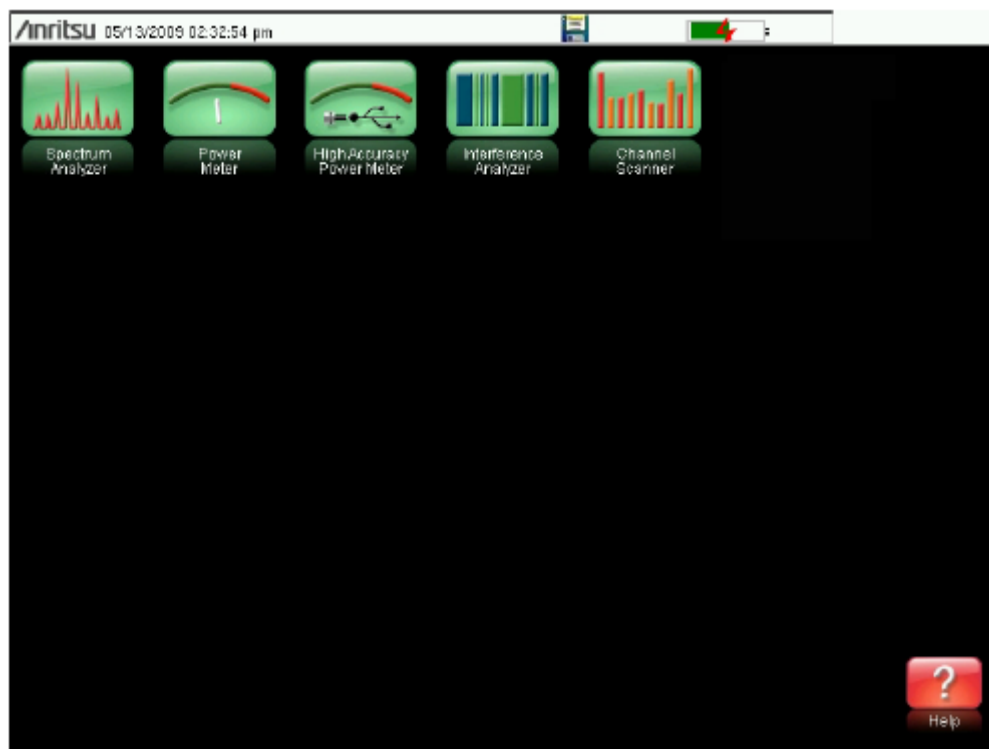 Anritsu 05/13/2009 02:32:54 pm
Spectrum
Analyzer
Power
Meter
High Accuracy
Power Meter
Interference
Analyzer
Channel
Scanner
?
Help